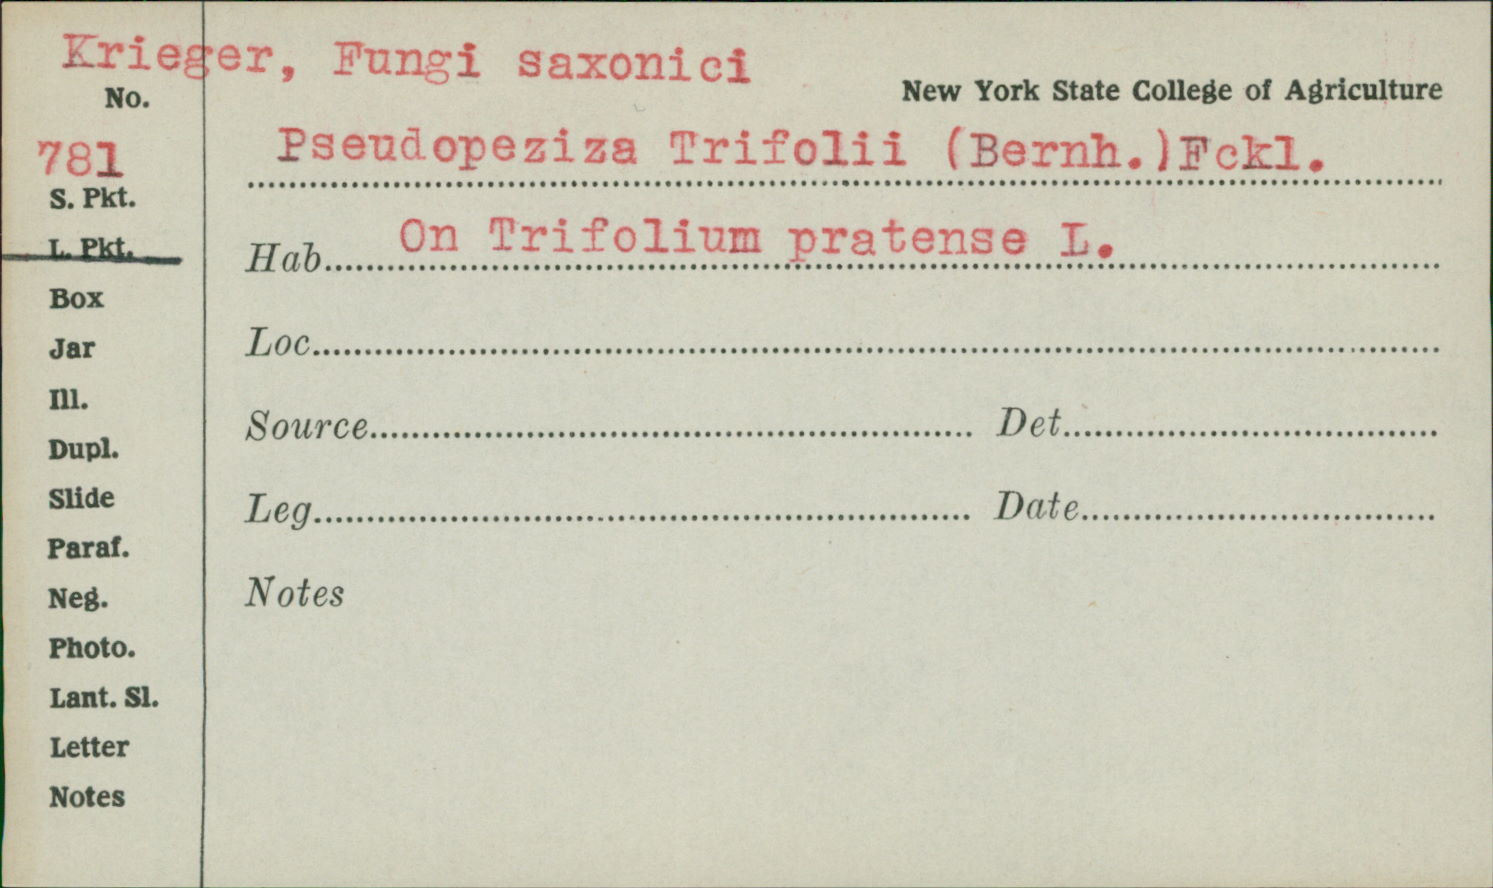 Krieger, Fungi saxonici
No.
New York State College of Agriculture
781
Pseudopeziza Trifolii (Bernh.)Fckl.
S. Pkt.
L. Pkt.
Hab. On Trifolium pratense L.
Box
Jar
Loc.
Ill.
Source Det.
Dupl.
Slide
Leg. Date
Paraf.
Neg.
Notes
Photo.
Lant. Sl.
Letter
Notes